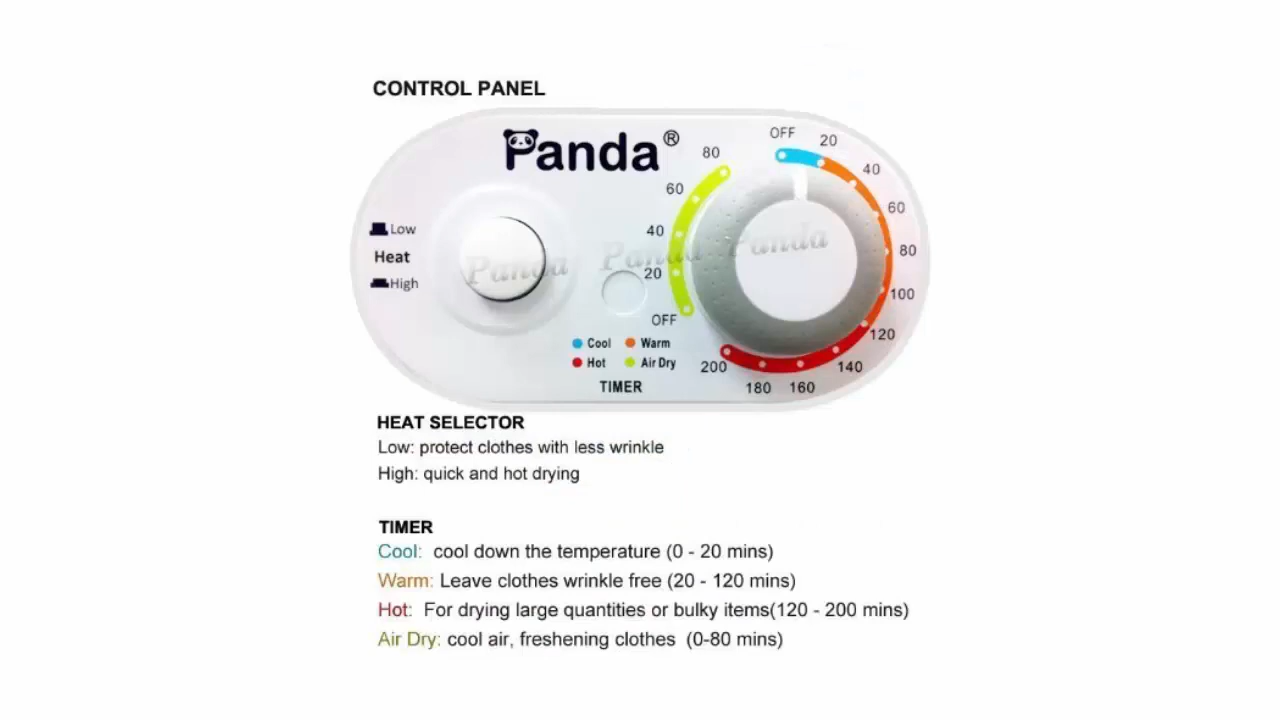 CONTROL PANEL
Panda®
OFF
20
40
60
80
100
120
140
160
180
200
80
60
40
20
OFF
Low
Heat
High
Panda Panda Panda
Cool Warm
Hot Air Dry
TIMER
HEAT SELECTOR
Low: protect clothes with less wrinkle
High: quick and hot drying
TIMER
Cool: cool down the temperature (0 - 20 mins)
Warm: Leave clothes wrinkle free (20 - 120 mins)
Hot: For drying large quantities or bulky items(120 - 200 mins)
Air Dry: cool air, freshening clothes (0-80 mins)